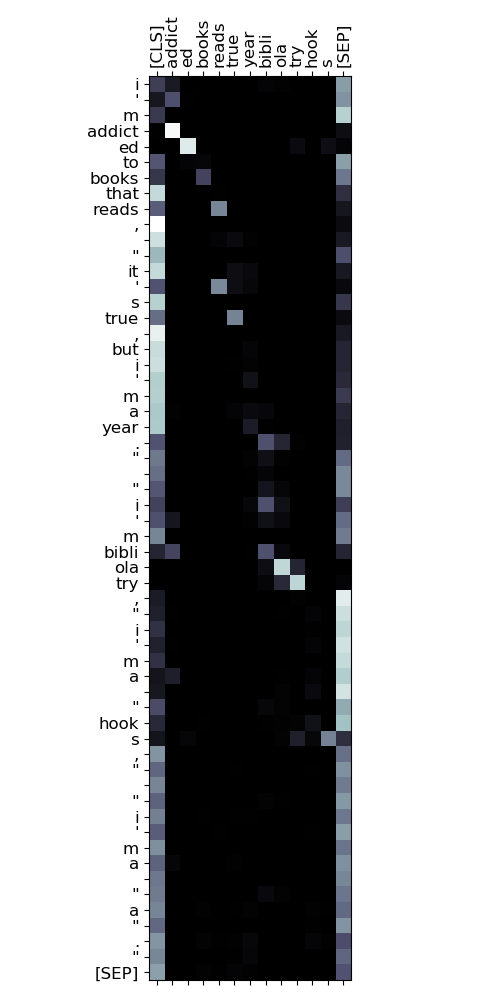 [CLS]
addict
ed
books
reads
true
year
bibli
ola
try
hook
s
[SEP]
i
'
m
addict
ed
to
books
that
reads
,
"
it
'
s
true
,
but
i
'
m
a
year
.
"
"
i
'
m
bibli
ola
try
,
"
i
'
m
a
"
hook
s
,
"
"
i
'
m
a
"
a
"
.
"
[SEP]